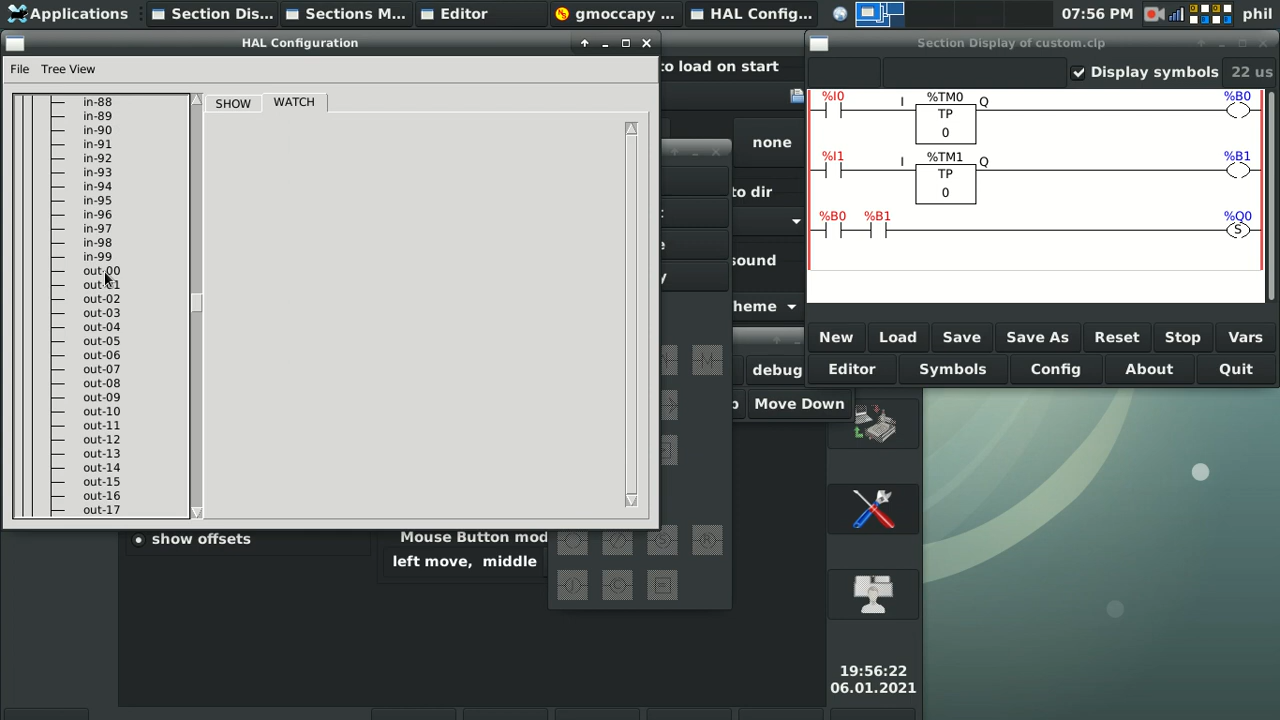 Applications
Section Dis...
Sections M...
Editor
gmoccapy ...
HAL Config...
07:56 PM
phil
HAL Configuration
File
Tree View
in-88
in-89
in-90
in-91
in-92
in-93
in-94
in-95
in-96
in-97
in-98
in-99
out-00
out-01
out-02
out-03
out-04
out-05
out-06
out-07
out-08
out-09
out-10
out-11
out-12
out-13
out-14
out-15
out-16
out-17
SHOW
WATCH
to load on start
none
to dir
sound
heme
debug
Move Down
show offsets
Mouse Button mod
left move, middle
Section Display of custom.clp
Display symbols
22 us
%I0
I
%TM0
Q
%B0
TP
0
%I1
I
%TM1
Q
%B1
TP
0
%B0
%B1
%Q0
S
New
Load
Save
Save As
Reset
Stop
Vars
Editor
Symbols
Config
About
Quit
19:56:22
06.01.2021